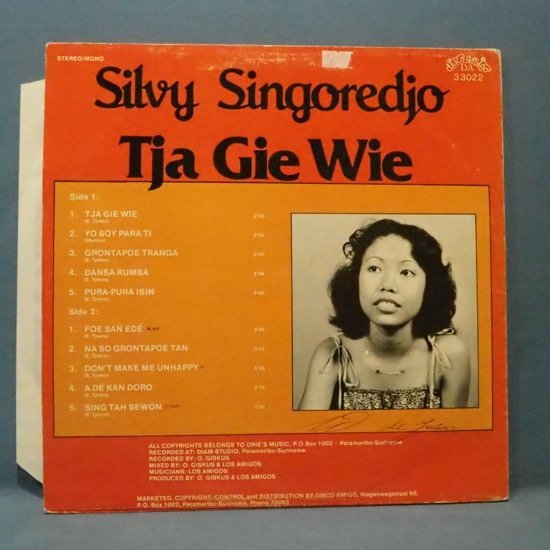 STEREO/MONO
DA
33022
Silvy Singoredjo
Tja Gie Wie
Side 1:
1. TJA GIE WIE
2. YO SOY PARA TI
3. GRONTAPOE TRANGA
4. DANSA RUMBA
5. PURA-PURA ISIN
Side 2:
1. FOE SAN EDÉ
2. NA SO GRONTAPOE TAN
3. DON'T MAKE ME UNHAPPY
4. A DÉ KAN DORO
5. SING TAH SEWON
ALL COPYRIGHTS BELONGS TO ORIE'S MUSIC, P.O.Box 1002 - Paramaribo-Suriname
RECORDED AT: DIAM-STUDIO, Paramaribo-Suriname
RECORDED BY: O. GISKUS
MIXED BY: O. GISKUS & LOS AMIGOS
MUSICIANS: LOS AMIGOS
PRODUCED BY: O. GISKUS & LOS AMIGOS
MARKETED, COPYRIGHT, CONTROL and DISTRIBUTION BY DISCO AMIGO, Wagenwegstraat 68.
P.O. Box 1002, Paramaribo-Suriname, Phone